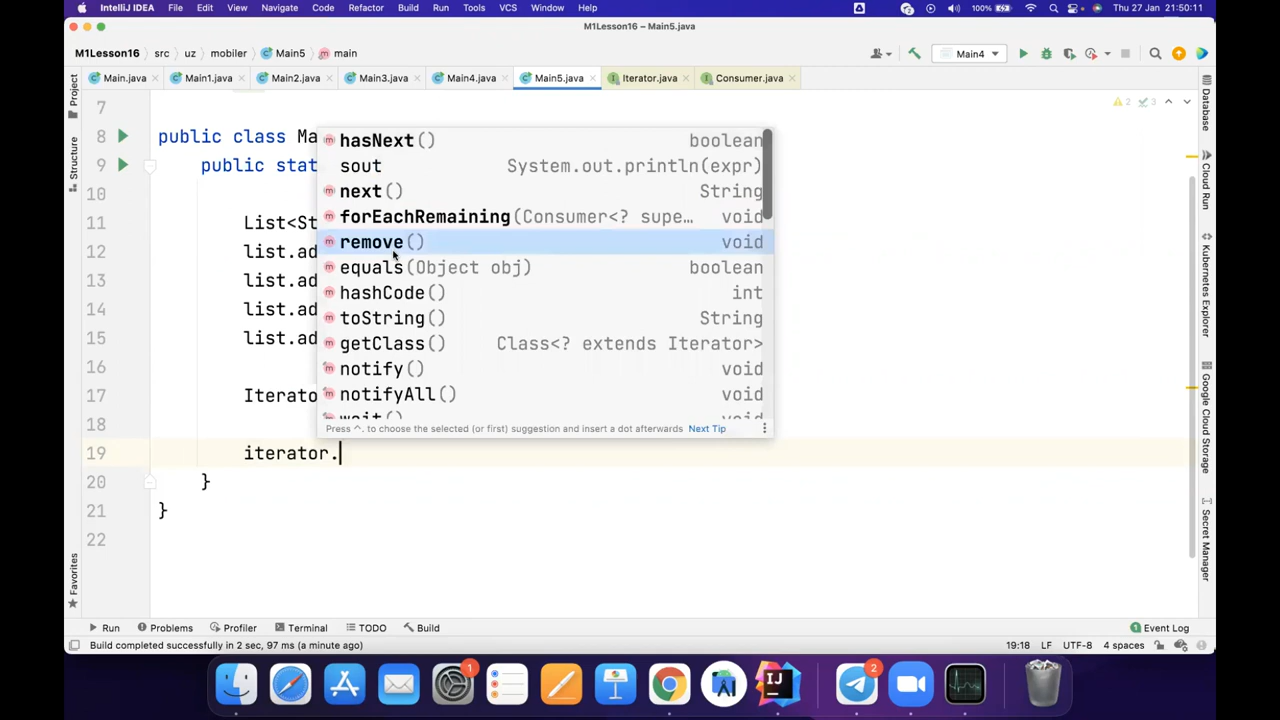 IntelliJ IDEA File Edit View Navigate Code Refactor Build Run Tools VCS Window Help 100% Thu 27 Jan 21:50:11
M1Lesson16 – Main5.java
M1Lesson16 src uz mobiler Main5 main Main4
Main.java Main1.java Main2.java Main3.java Main4.java Main5.java Iterator.java Consumer.java
Project
Structure
Favorites
2 3
7
8 public class Ma
9 public stat
10
11 List<St
12 list.ad
13 list.ad
14 list.ad
15 list.ad
16
17 Iterato
18
19 iterator.
20 }
21 }
22
hasNext() boolean
sout System.out.println(expr)
next() String
forEachRemaining(Consumer<? supe… void
remove() void
equals(Object obj) boolean
hashCode() int
toString() String
getClass() Class<? extends Iterator>
notify() void
notifyAll() void
wait() void
Press ^. to choose the selected (or first) suggestion and insert a dot afterwards Next Tip
Database
Cloud Run
Kubernetes Explorer
Google Cloud Storage
Secret Manager
Run Problems Profiler Terminal TODO Build 1 Event Log
Build completed successfully in 2 sec, 97 ms (a minute ago) 19:18 LF UTF-8 4 spaces
1
IJ
2